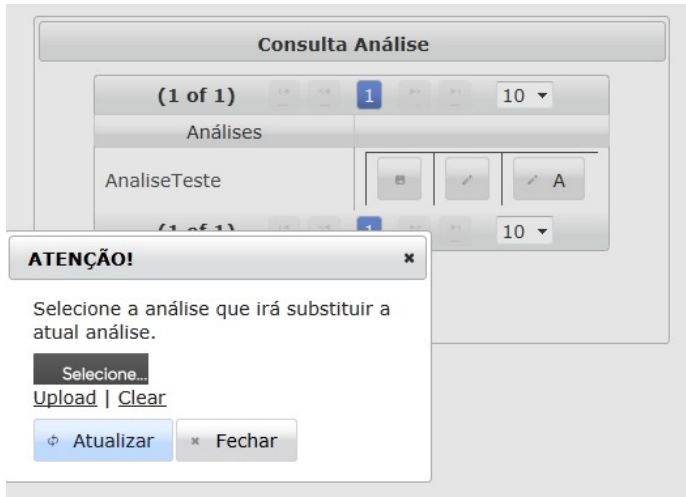 Consulta Análise
(1 of 1) 1 10
Análises
AnaliseTeste A
(1 of 1) 1 10
ATENÇÃO!
Selecione a análise que irá substituir a
atual análise.
Selecione...
Upload | Clear
Atualizar Fechar